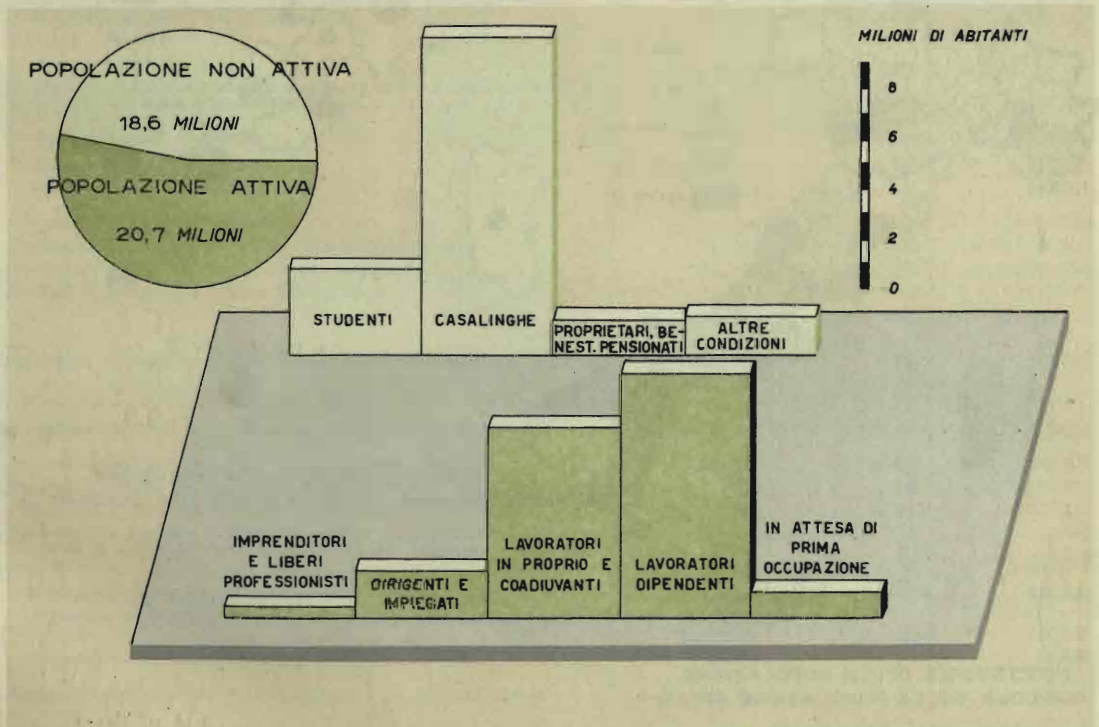 POPOLAZIONE NON ATTIVA
18,6 MILIONI
POPOLAZIONE ATTIVA
20,7 MILIONI
MILIONI DI ABITANTI
8
6
4
2
0
STUDENTI
CASALINGHE
PROPRIETARI, BE-
NEST. PENSIONATI
ALTRE
CONDIZIONI
IMPRENDITORI
E LIBERI
PROFESSIONISTI
DIRIGENTI E
IMPIEGATI
LAVORATORI
IN PROPRIO E
COADIUVANTI
LAVORATORI
DIPENDENTI
IN ATTESA DI
PRIMA
OCCUPAZIONE